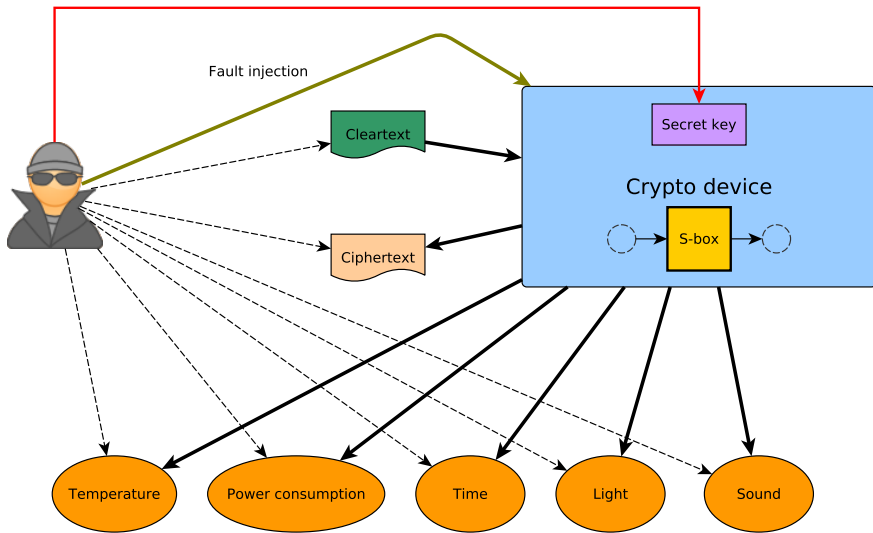 Fault injection
Cleartext
Secret key
Crypto device
S-box
Ciphertext
Temperature
Power consumption
Time
Light
Sound